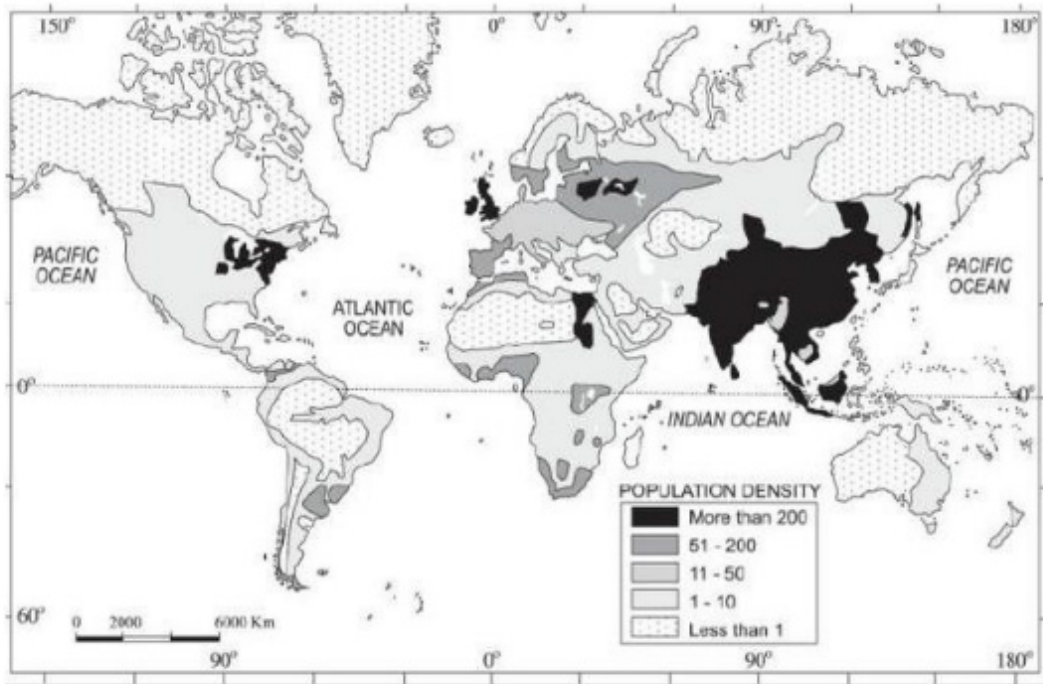 150°
0°
90°
180°
PACIFIC
OCEAN
ATLANTIC
OCEAN
PACIFIC
OCEAN
0°
0°
INDIAN OCEAN
POPULATION DENSITY
More than 200
51 - 200
11 - 50
1 - 10
Less than 1
60°
0 2000 6000 Km
90°
0°
90°
180°